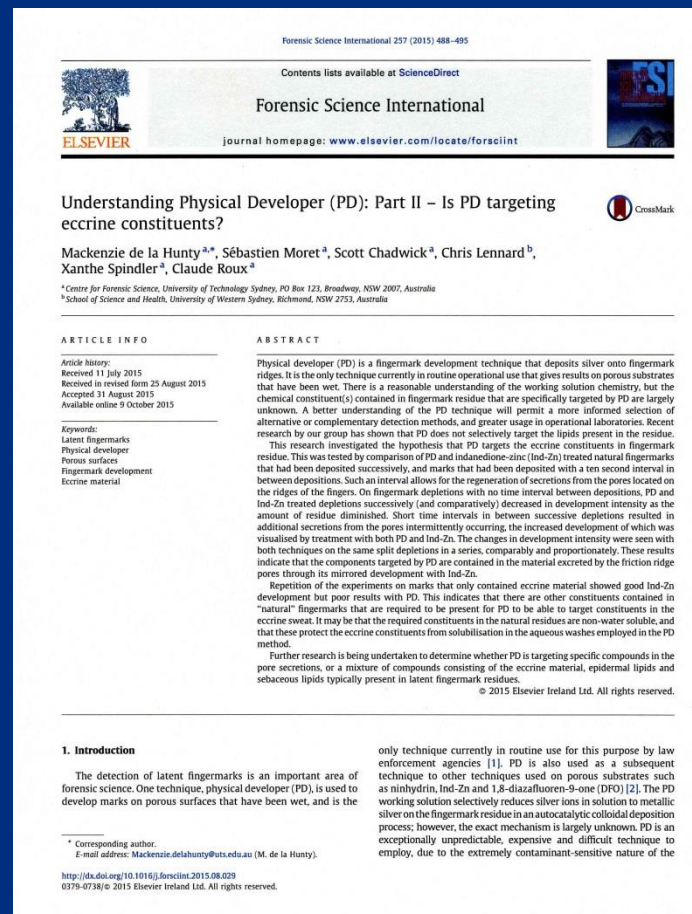 Forensic Science International 257 (2015) 488–495
Contents lists available at ScienceDirect
Forensic Science International
journal homepage: www.elsevier.com/locate/forsciint
ELSEVIER
FSI
Understanding Physical Developer (PD): Part II – Is PD targeting
eccrine constituents?
CrossMark
Mackenzie de la Hunty a,*, Sébastien Moret a, Scott Chadwick a, Chris Lennard b,
Xanthe Spindler a, Claude Roux a
a Centre for Forensic Science, University of Technology Sydney, PO Box 123, Broadway, NSW 2007, Australia
b School of Science and Health, University of Western Sydney, Richmond, NSW 2753, Australia
ARTICLE INFO
Article history:
Received 11 July 2015
Received in revised form 25 August 2015
Accepted 31 August 2015
Available online 9 October 2015
Keywords:
Latent fingermarks
Physical developer
Porous surfaces
Fingermark development
Eccrine material
ABSTRACT
Physical developer (PD) is a fingermark development technique that deposits silver onto fingermark
ridges. It is the only technique currently in routine operational use that gives results on porous substrates
that have been wet. There is a reasonable understanding of the working solution chemistry, but the
chemical constituent(s) contained in fingermark residue that are specifically targeted by PD are largely
unknown. A better understanding of the PD technique will permit a more informed selection of
alternative or complementary detection methods, and greater usage in operational laboratories. Recent
research by our group has shown that PD does not selectively target the lipids present in the residue.
This research investigated the hypothesis that PD targets the eccrine constituents in fingermark
residue. This was tested by comparison of PD and indanedione-zinc (Ind-Zn) treated natural fingermarks
that had been deposited successively, and marks that had been deposited with a ten second interval in
between depositions. Such an interval allows for the regeneration of secretions from the pores located on
the ridges of the fingers. On fingermark depletions with no time interval between depositions, PD and
Ind-Zn treated depletions successively (and comparatively) decreased in development intensity as the
amount of residue diminished. Short time intervals in between successive depletions resulted in
additional secretions from the pores intermittently occurring, the increased development of which was
visualised by treatment with both PD and Ind-Zn. The changes in development intensity were seen with
both techniques on the same split depletions in a series, comparably and proportionately. These results
indicate that the components targeted by PD are contained in the material excreted by the friction ridge
pores through its mirrored development with Ind-Zn.
Repetition of the experiments on marks that only contained eccrine material showed good Ind-Zn
development but poor results with PD. This indicates that there are other constituents contained in
"natural" fingermarks that are required to be present for PD to be able to target constituents in the
eccrine sweat. It may be that the required constituents in the natural residues are non-water soluble, and
that these protect the eccrine constituents from solubilisation in the aqueous washes employed in the PD
method.
Further research is being undertaken to determine whether PD is targeting specific compounds in the
pore secretions, or a mixture of compounds consisting of the eccrine material, epidermal lipids and
sebaceous lipids typically present in latent fingermark residues.
© 2015 Elsevier Ireland Ltd. All rights reserved.
1. Introduction
The detection of latent fingermarks is an important area of
forensic science. One technique, physical developer (PD), is used to
develop marks on porous surfaces that have been wet, and is the
only technique currently in routine use for this purpose by law
enforcement agencies [1]. PD is also used as a subsequent
technique to other techniques used on porous substrates such
as ninhydrin, Ind-Zn and 1,8-diazafluoren-9-one (DFO) [2]. The PD
working solution selectively reduces silver ions in solution to metallic
silver on the fingermark residue in an autocatalytic colloidal deposition
process; however, the exact mechanism is largely unknown. PD is an
exceptionally unpredictable, expensive and difficult technique to
employ, due to the extremely contaminant-sensitive nature of the
* Corresponding author.
E-mail address: Mackenzie.delahunty@uts.edu.au (M. de la Hunty).
http://dx.doi.org/10.1016/j.forsciint.2015.08.029
0379-0738/© 2015 Elsevier Ireland Ltd. All rights reserved.